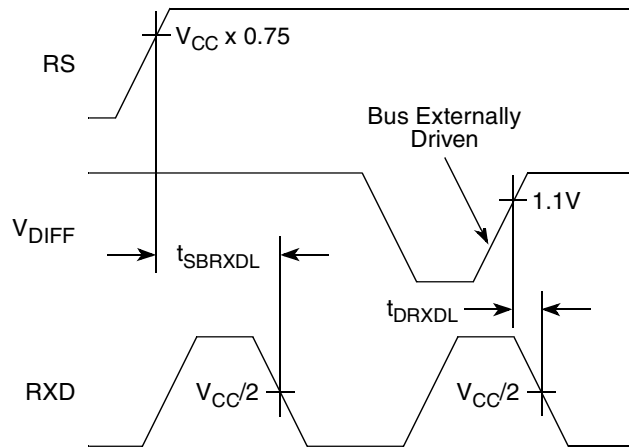 RS
V_CC x 0.75
Bus Externally
Driven
V_DIFF
1.1V
t_SBRXDL
t_DRXDL
RXD
V_CC/2
V_CC/2